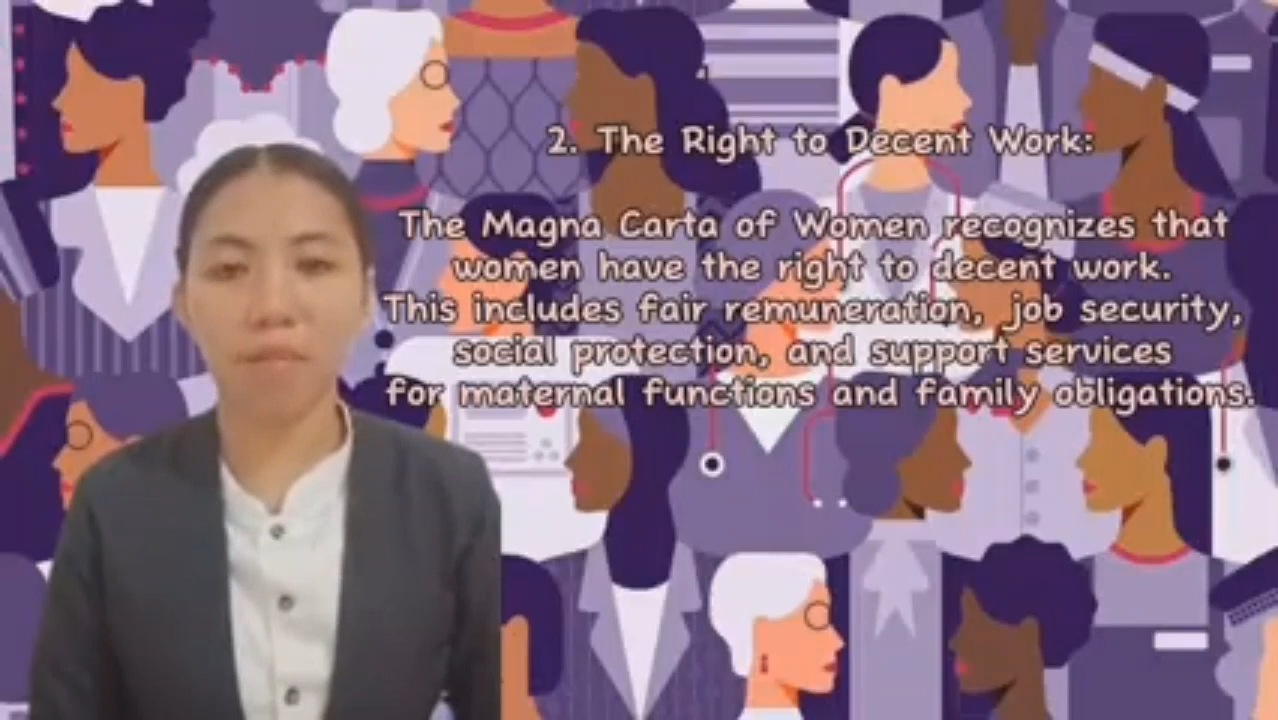 2. The Right to Decent Work:
The Magna Carta of Women recognizes that
women have the right to decent work.
This includes fair remuneration, job security,
social protection, and support services
for maternal functions and family obligations.